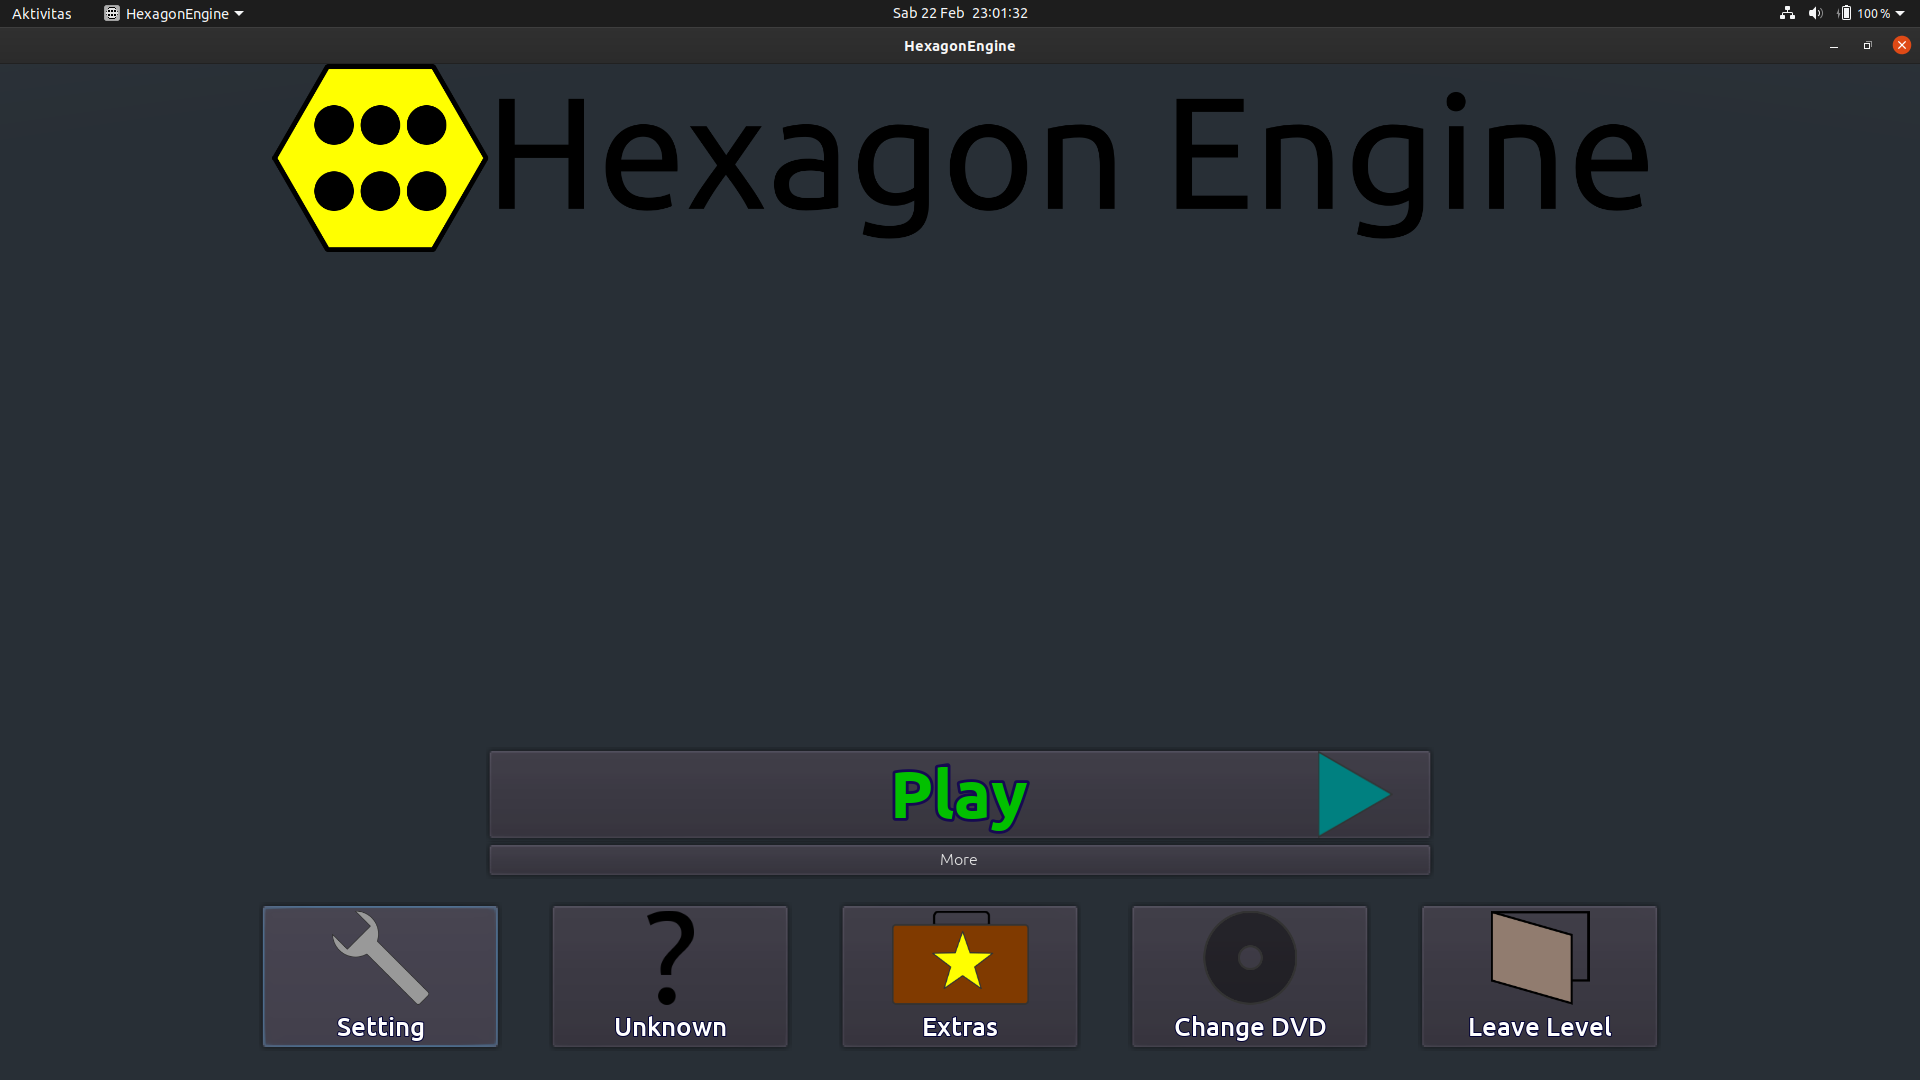 Aktivitas HexagonEngine Sab 22 Feb 23:01:32 100 %
HexagonEngine
Hexagon Engine
Play
More
Setting Unknown Extras Change DVD Leave Level